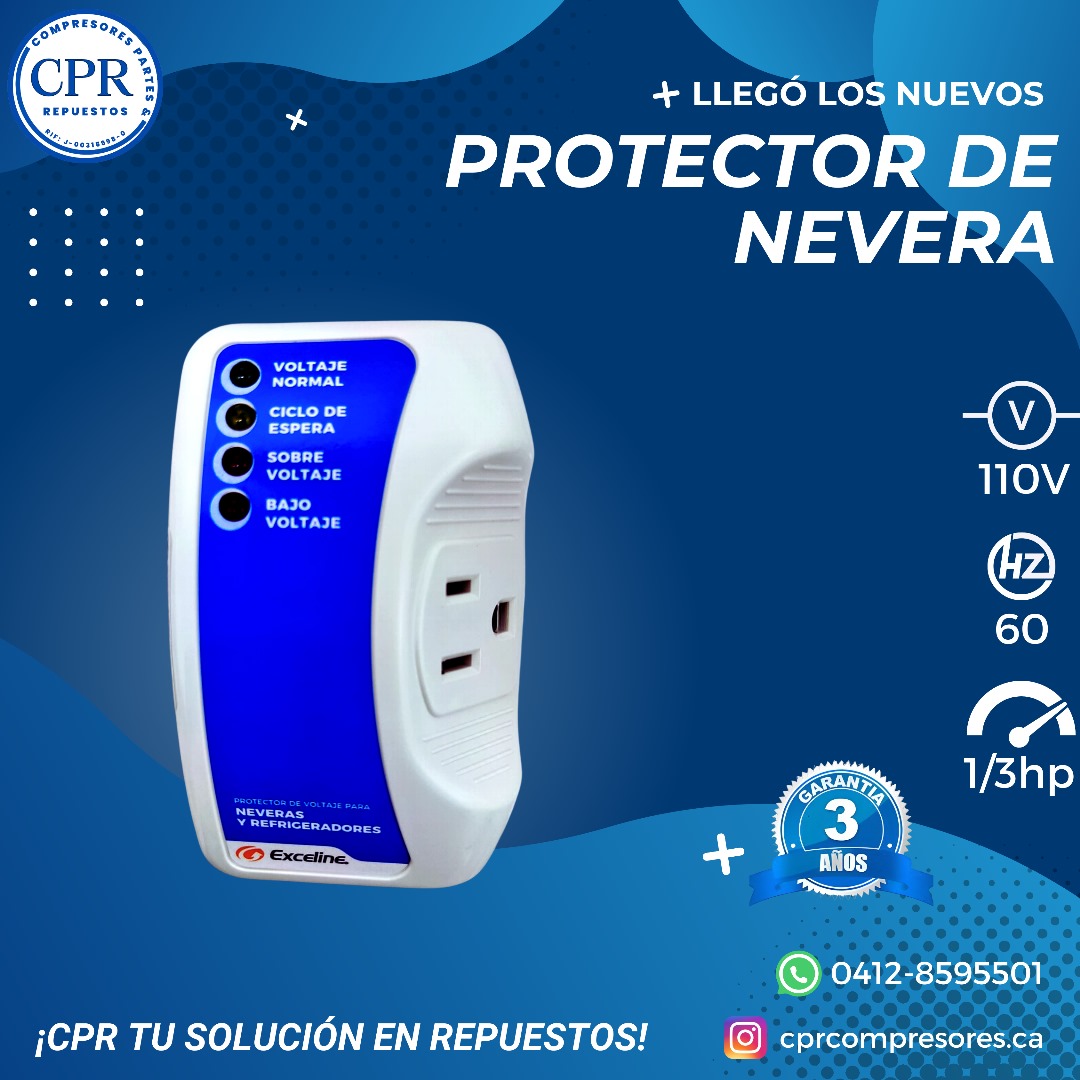 COMPRESORES PARTES &
CPR
REPUESTOS
LLEGÓ LOS NUEVOS
PROTECTOR DE
NEVERA
VOLTAJE
NORMAL
CICLO DE
ESPERA
SOBRE
VOLTAJE
BAJO
VOLTAJE
PROTECTOR DE VOLTAJE PARA
NEVERAS
Y REFRIGERADORES
Exceline
V
110V
HZ
60
1/3hp
GARANTIA
3
AÑOS
0412-8595501
¡CPR TU SOLUCIÓN EN REPUESTOS!
cprcompresores.ca